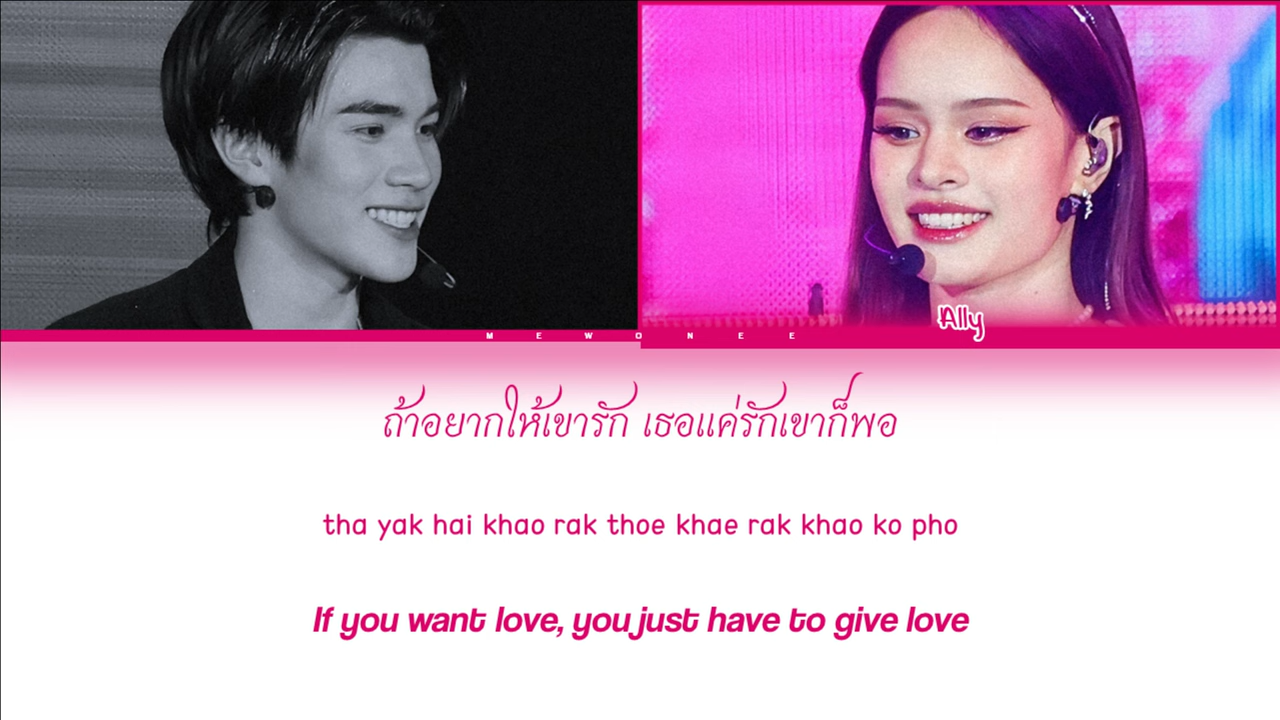 Ally
M E W O N E E
ถ้าอยากให้เขารัก เธอแค่รักเขาก็พอ
tha yak hai khao rak thoe khae rak khao ko pho
If you want love, you just have to give love